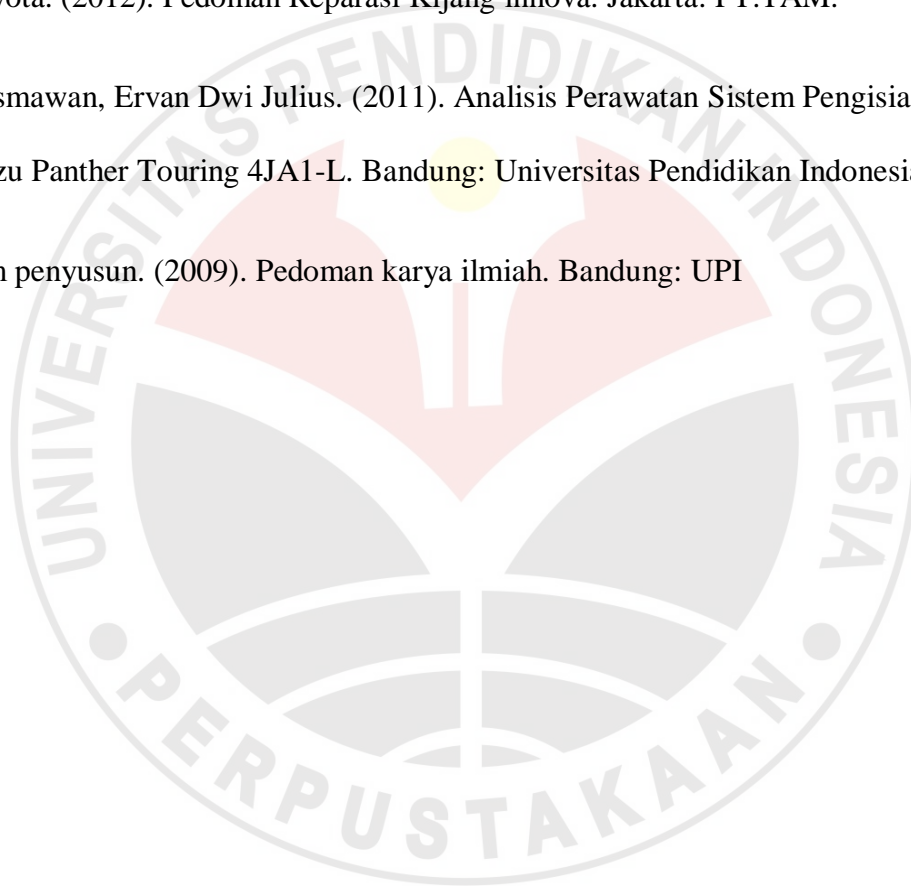 (2012). Pedoman Reparasi Kijang Innova. Jakarta. PT.TAM.
smawan, Ervan Dwi Julius. (2011). Analisis Perawatan Sistem Pengisia
zu Panther Touring 4JA1-L. Bandung: Universitas Pendidikan Indonesia
penyusun. (2009). Pedoman karya ilmiah. Bandung: UPI
UNIVERSITAS PENDIDIKAN INDONESIA
PERPUSTAKAAN